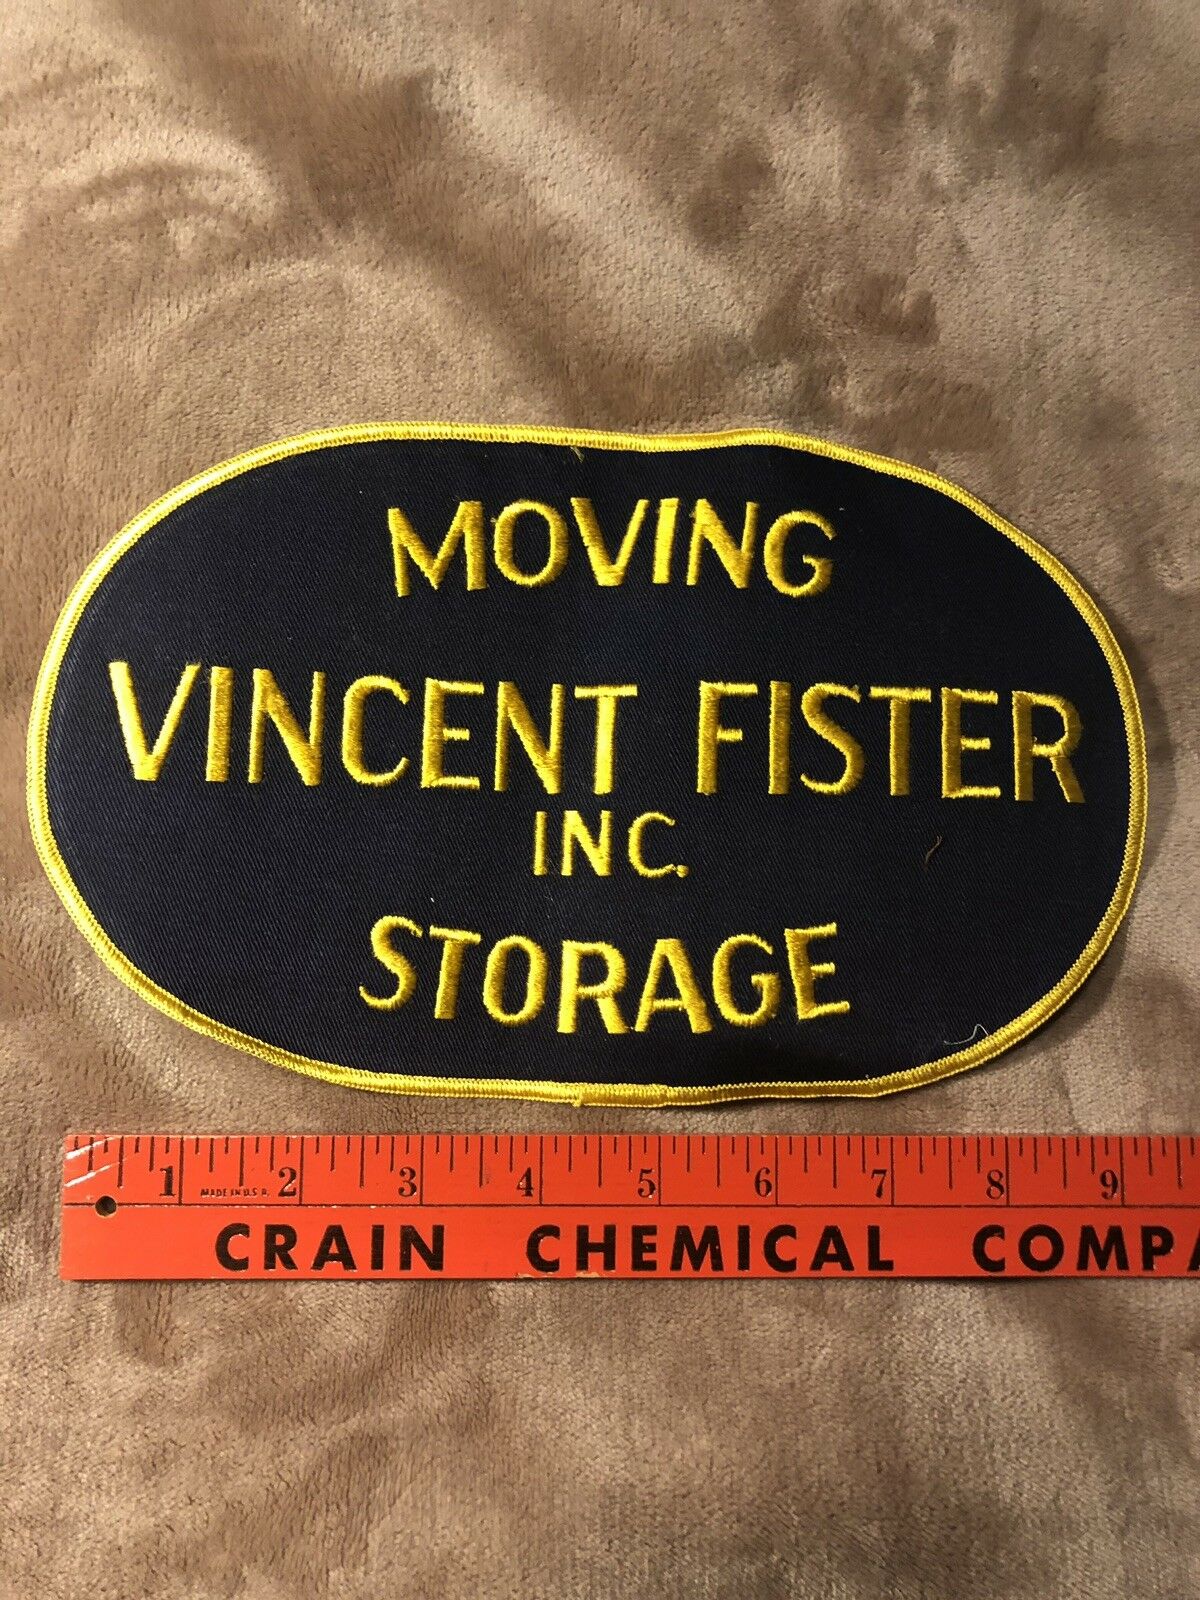 MOVING
VINCENT FISTER
INC.
STORAGE
1 2 3 4 5 6 7 8 9
MADE IN U.S.A.
CRAIN CHEMICAL COMPA